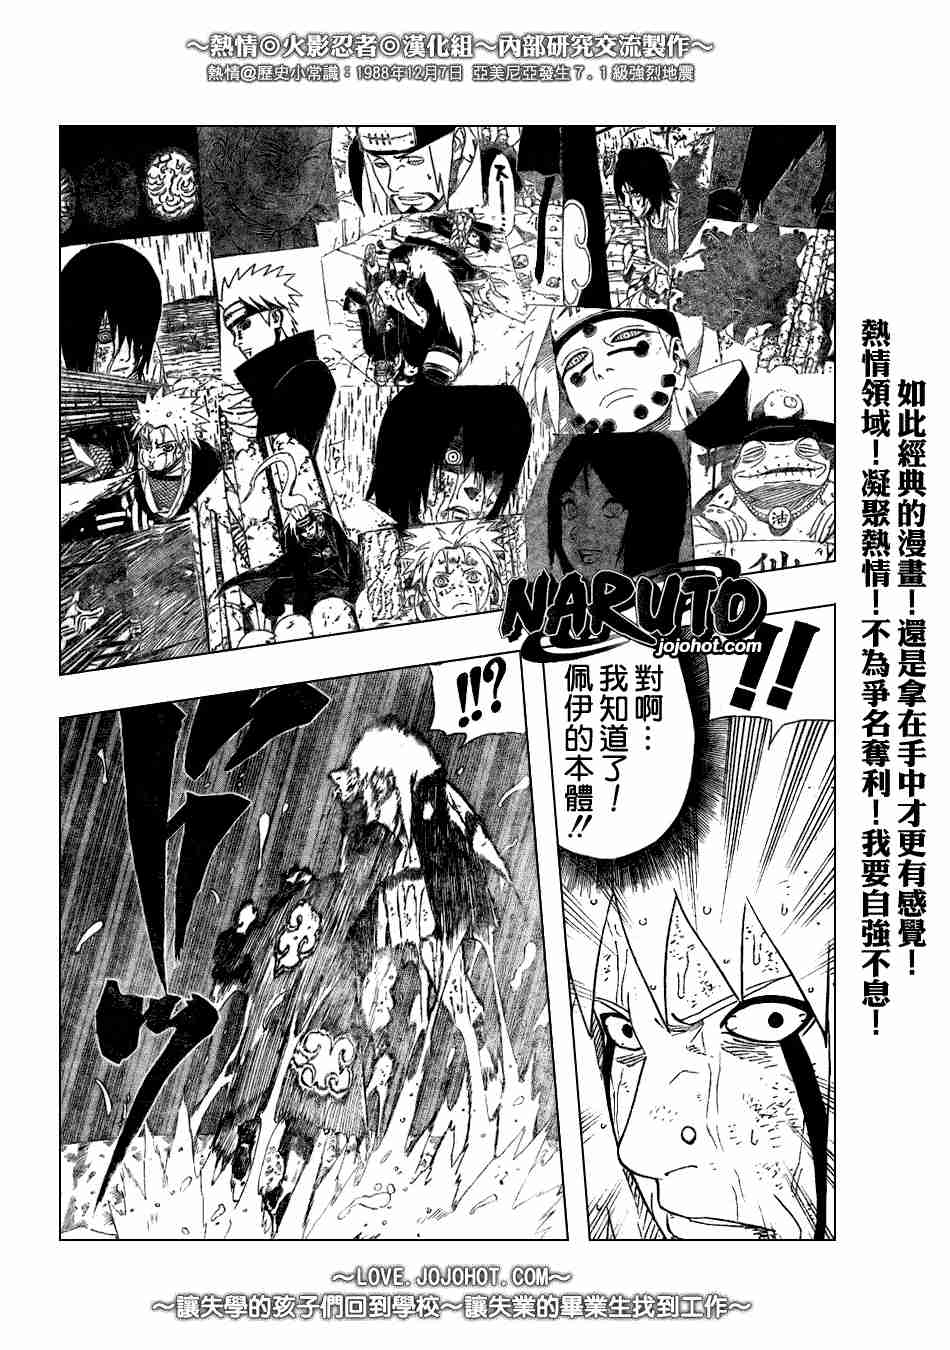 ～熱情◎火影忍者◎漢化組～內部研究交流製作～
熱情@歷史小常識：1988年12月7日 亞美尼亞發生7.1級強烈地震
油
仙
NARUTO
jojohot.com
!!
對啊…
我知道了！
佩伊的本體!!
!!?
ドッ
如此經典的漫畫！還是拿在手中才更有感覺！
熱情領域！凝聚熱情！不為爭名奪利！我要自強不息！
～LOVE.JOJOHOT.COM～
～讓失學的孩子們回到學校～讓失業的畢業生找到工作～